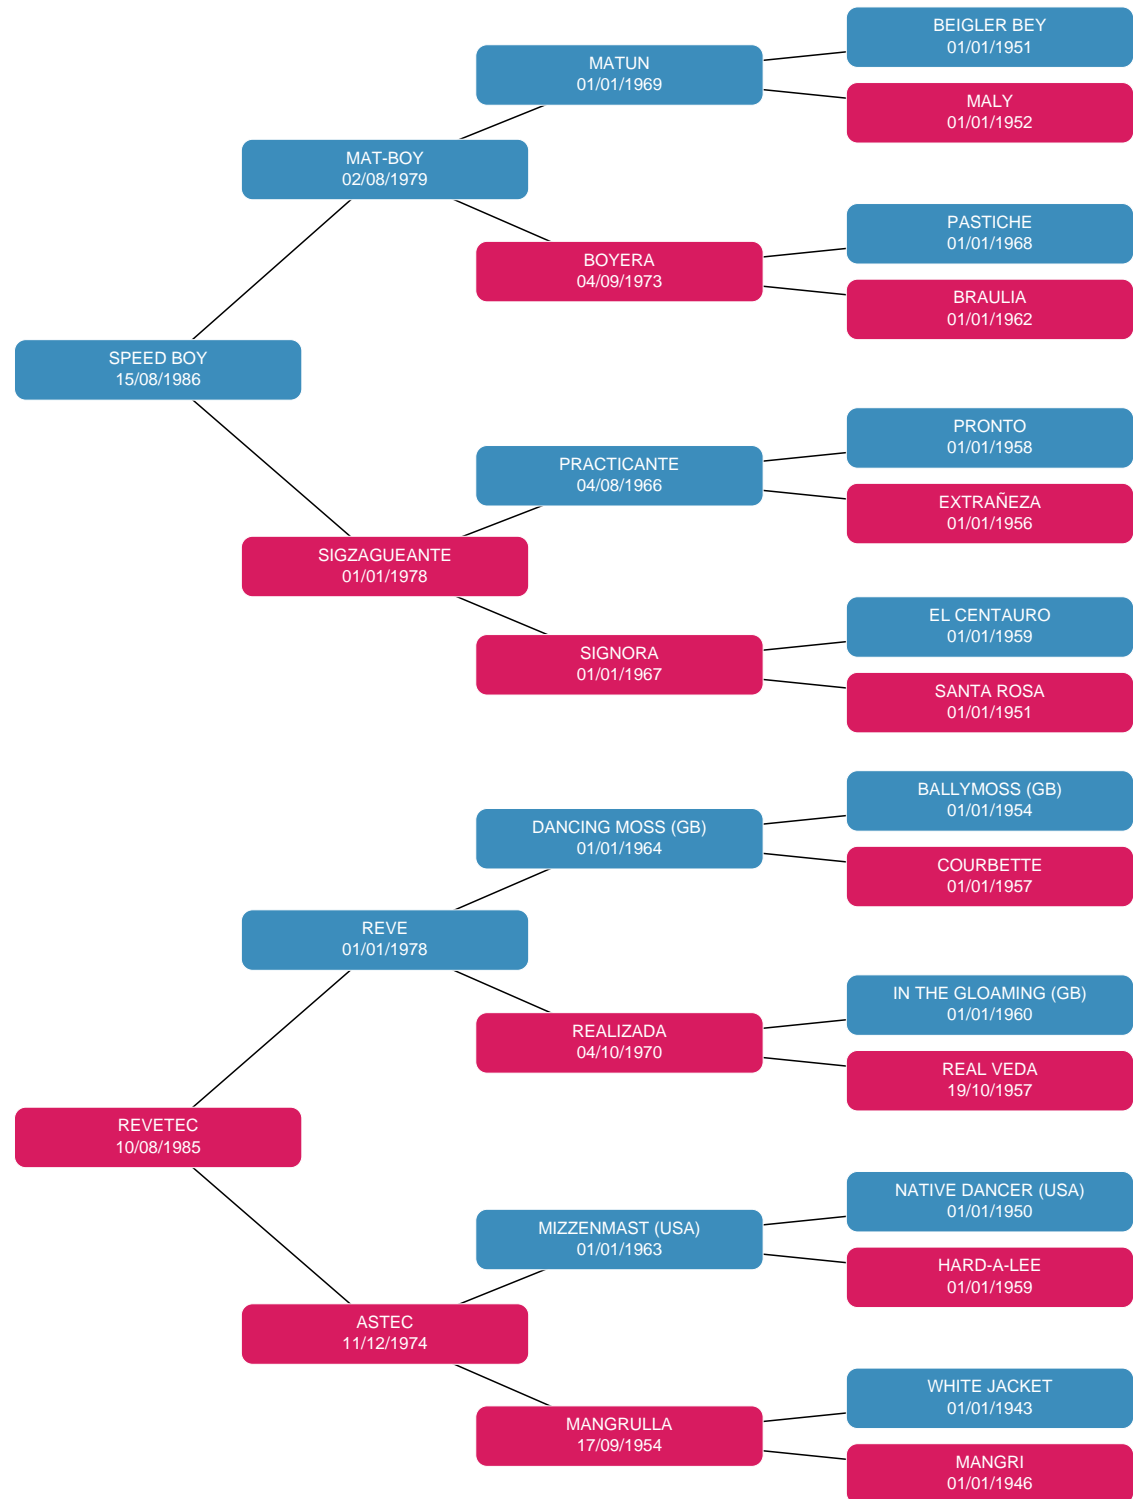 BEIGLER BEY
01/01/1951
MATUN
01/01/1969
MALY
01/01/1952
MAT-BOY
02/08/1979
PASTICHE
01/01/1968
BOYERA
04/09/1973
BRAULIA
01/01/1962
SPEED BOY
15/08/1986
PRONTO
01/01/1958
PRACTICANTE
04/08/1966
EXTRAÑEZA
01/01/1956
SIGZAGUEANTE
01/01/1978
EL CENTAURO
01/01/1959
SIGNORA
01/01/1967
SANTA ROSA
01/01/1951
BALLYMOSS (GB)
01/01/1954
DANCING MOSS (GB)
01/01/1964
COURBETTE
01/01/1957
REVE
01/01/1978
IN THE GLOAMING (GB)
01/01/1960
REALIZADA
04/10/1970
REAL VEDA
19/10/1957
REVETEC
10/08/1985
NATIVE DANCER (USA)
01/01/1950
MIZZENMAST (USA)
01/01/1963
HARD-A-LEE
01/01/1959
ASTEC
11/12/1974
WHITE JACKET
01/01/1943
MANGRULLA
17/09/1954
MANGRI
01/01/1946